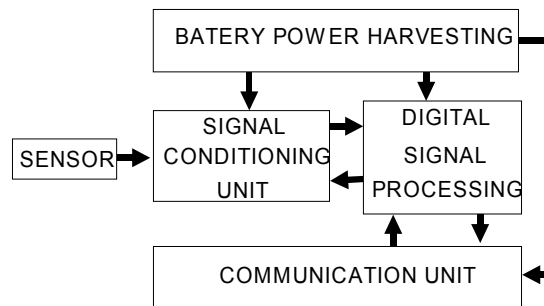 BATERY POWER HARVESTING
SENSOR
SIGNAL
CONDITIONING
UNIT
DIGITAL
SIGNAL
PROCESSING
COMMUNICATION UNIT